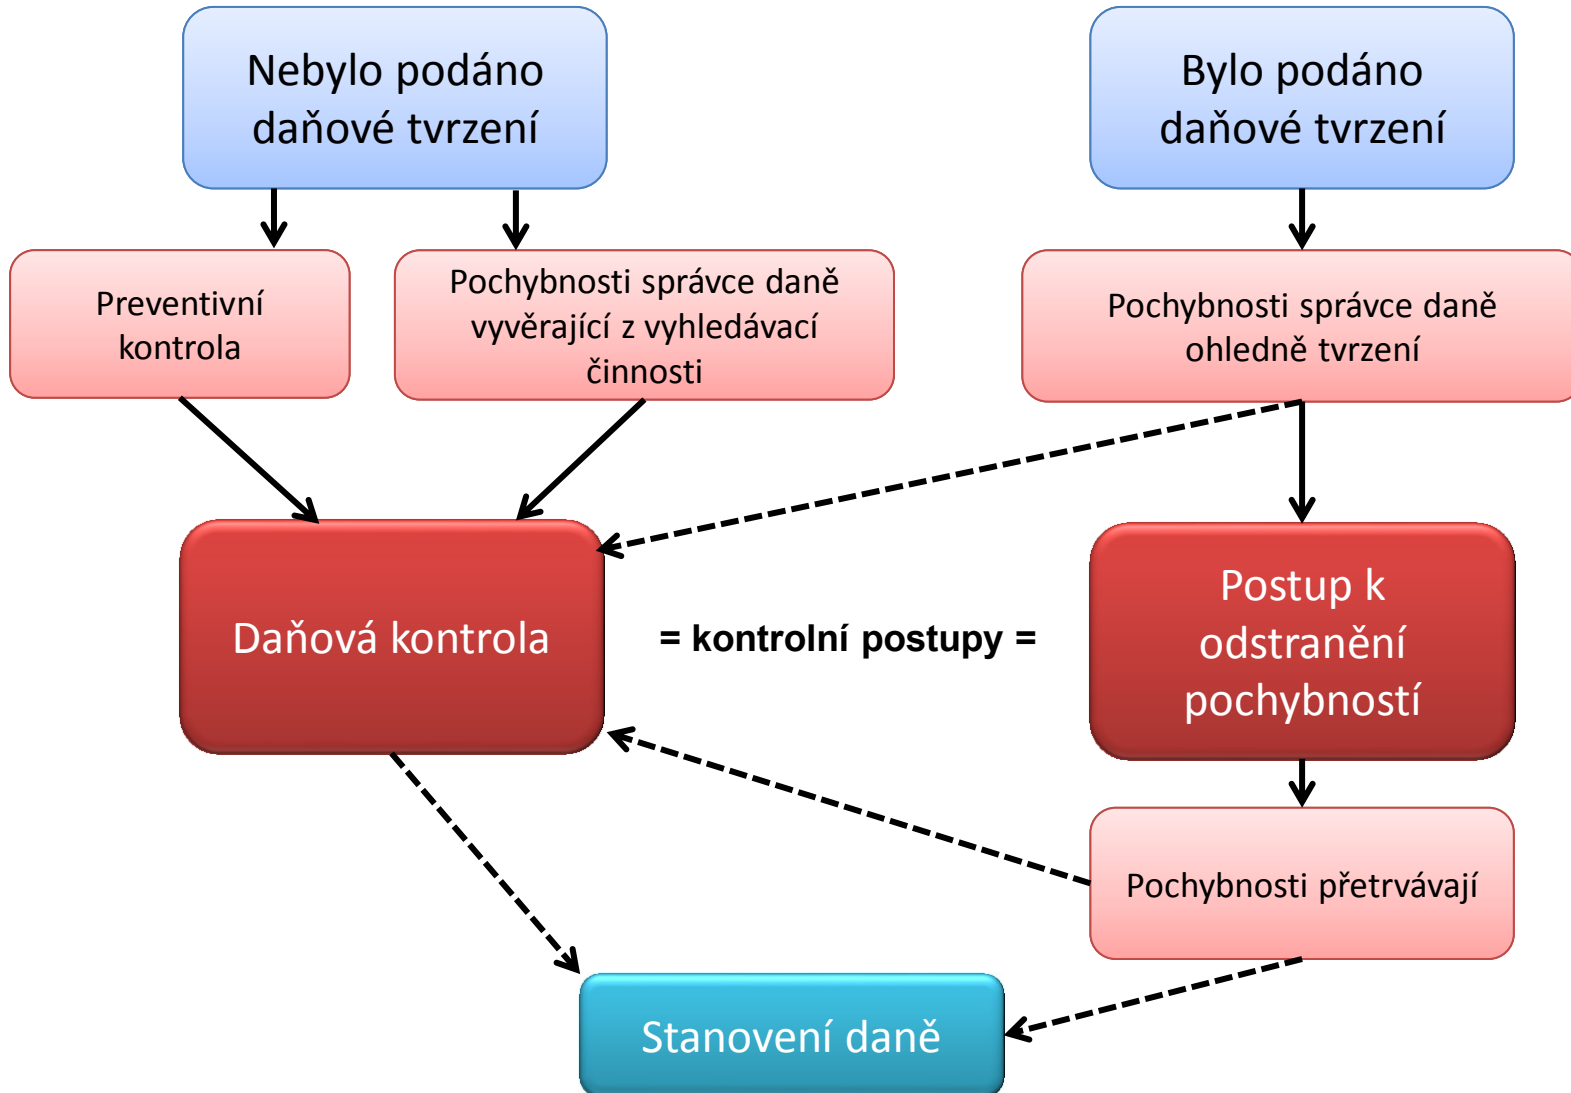 Nebylo podáno
daňové tvrzení
Bylo podáno
daňové tvrzení
Preventivní
kontrola
Pochybnosti správce daně
vyvěrající z vyhledávací
činnosti
Pochybnosti správce daně
ohledně tvrzení
Daňová kontrola
= kontrolní postupy =
Postup k
odstranění
pochybností
Pochybnosti přetrvávají
Stanovení daně